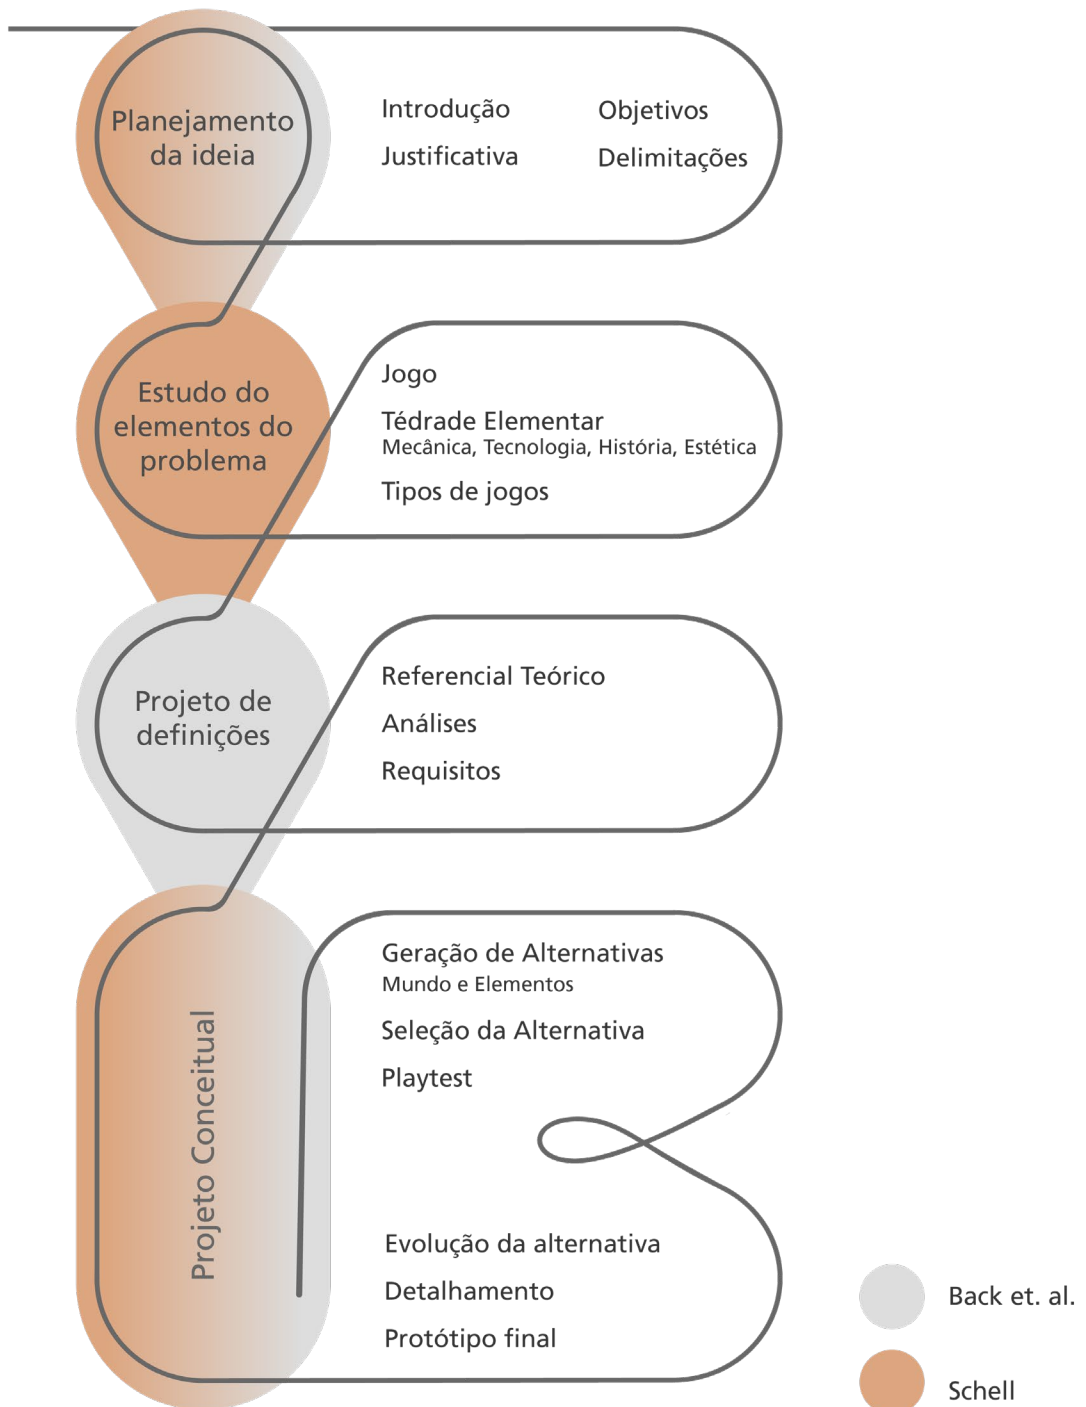 Planejamento
da ideia
Introdução
Objetivos
Justificativa
Delimitações
Estudo do
elementos do
problema
Jogo
Tédrade Elementar
Mecânica, Tecnologia, História, Estética
Tipos de jogos
Projeto de
definições
Referencial Teórico
Análises
Requisitos
Projeto Conceitual
Geração de Alternativas
Mundo e Elementos
Seleção da Alternativa
Playtest
Evolução da alternativa
Detalhamento
Protótipo final
Back et. al.
Schell